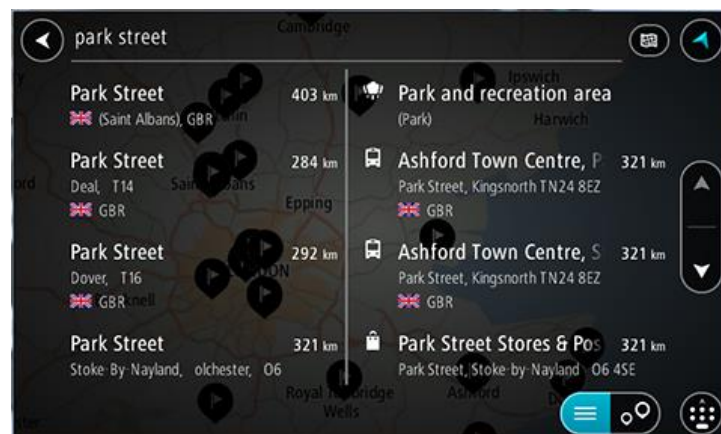 park street
Park Street 403 km
(Saint Albans), GBR
Park Street 284 km
Deal, T14
GBR
Park Street 292 km
Dover, T16
GBR
Park Street 321 km
Stoke-By-Nayland, olchester, O6
Park and recreation area
(Park)
Ashford Town Centre, P 321 km
Park Street, Kingsnorth TN24 8EZ
GBR
Ashford Town Centre, S 321 km
Park Street, Kingsnorth TN24 8EZ
GBR
Park Street Stores & Pos 321 km
Park Street, Stoke-by-Nayland O6 4SE
Cambridge
Ipswich
Harwich
Epping
Royal
bridge
Wells
Ashford